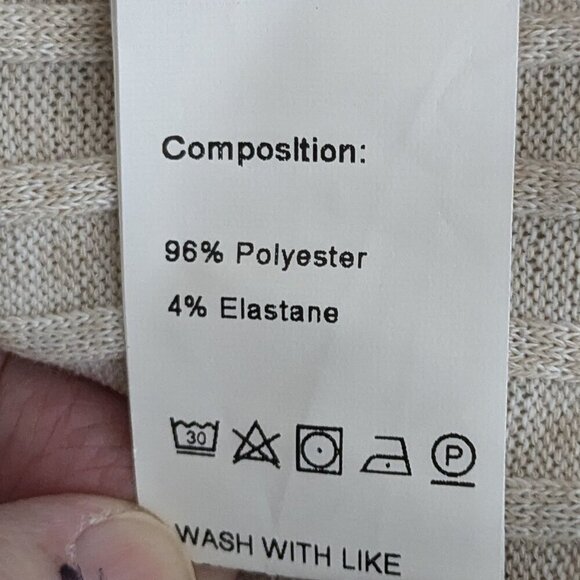 Composition:
96% Polyester
4% Elastane
30 P
WASH WITH LIKE